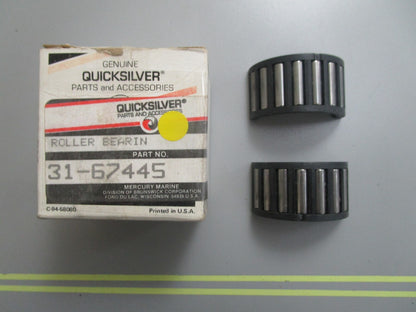 GENUINE
QUICKSILVER®
PARTS AND ACCESSORIES
QUICKSILVER®
PARTS AND ACCESSORIES
ROLLER BEARIN
PART NO.
31-67445
MERCURY MARINE
DIVISION OF BRUNSWICK CORPORATION
FOND DU LAC, WISCONSIN 54935 U.S.A.
Printed in U.S.A.